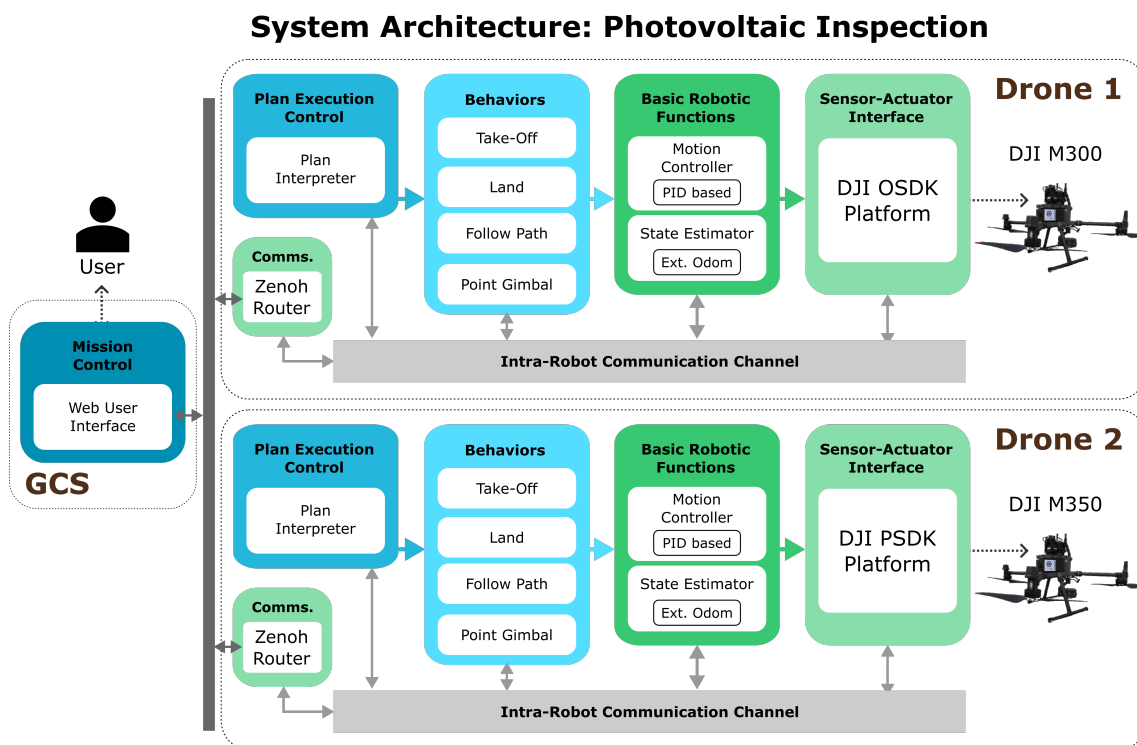 System Architecture: Photovoltaic Inspection
Drone 1
Plan Execution
Control
Plan
Interpreter
Comms.
Zenoh
Router
Behaviors
Take-Off
Land
Follow Path
Point Gimbal
Basic Robotic
Functions
Motion
Controller
PID based
State Estimator
Ext. Odom
Sensor-Actuator
Interface
DJI OSDK
Platform
DJI M300
Intra-Robot Communication Channel
User
Mission
Control
Web User
Interface
GCS
Drone 2
Plan Execution
Control
Plan
Interpreter
Comms.
Zenoh
Router
Behaviors
Take-Off
Land
Follow Path
Point Gimbal
Basic Robotic
Functions
Motion
Controller
PID based
State Estimator
Ext. Odom
Sensor-Actuator
Interface
DJI PSDK
Platform
DJI M350
Intra-Robot Communication Channel